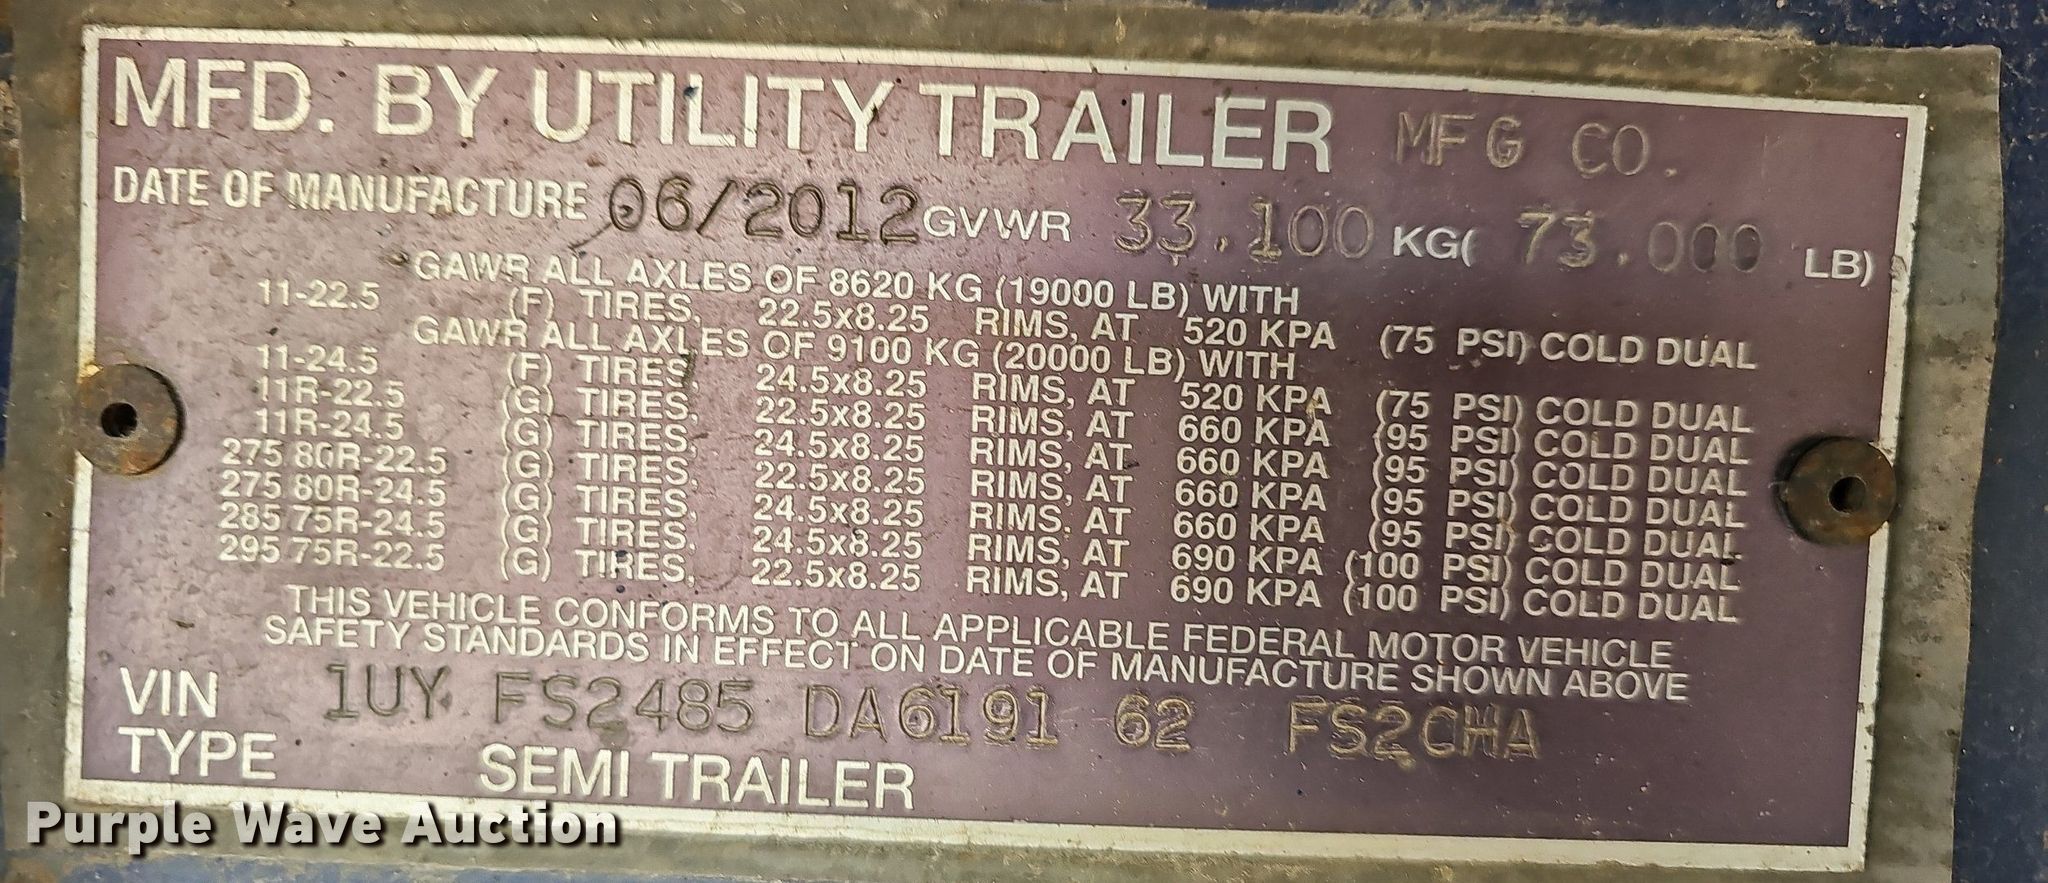 MFD. BY UTILITY TRAILER MFG CO.
DATE OF MANUFACTURE 06/2012 GVWR 33.100 KG( 73.000 LB)
GAWR ALL AXLES OF 8620 KG (19000 LB) WITH
11-22.5 (F) TIRES, 22.5x8.25 RIMS, AT 520 KPA (75 PSI) COLD DUAL
GAWR ALL AXLES OF 9100 KG (20000 LB) WITH
11-24.5 (F) TIRES, 24.5x8.25 RIMS, AT 520 KPA (75 PSI) COLD DUAL
11R-22.5 (G) TIRES, 22.5x8.25 RIMS, AT 660 KPA (95 PSI) COLD DUAL
11R-24.5 (G) TIRES, 24.5x8.25 RIMS, AT 660 KPA (95 PSI) COLD DUAL
275 80R-22.5 (G) TIRES, 22.5x8.25 RIMS, AT 660 KPA (95 PSI) COLD DUAL
275 80R-24.5 (G) TIRES, 24.5x8.25 RIMS, AT 660 KPA (95 PSI) COLD DUAL
285 75R-24.5 (G) TIRES, 24.5x8.25 RIMS, AT 690 KPA (100 PSI) COLD DUAL
295 75R-22.5 (G) TIRES, 22.5x8.25 RIMS, AT 690 KPA (100 PSI) COLD DUAL
THIS VEHICLE CONFORMS TO ALL APPLICABLE FEDERAL MOTOR VEHICLE
SAFETY STANDARDS IN EFFECT ON DATE OF MANUFACTURE SHOWN ABOVE
VIN 1UY FS2485 DA6191 62 FS2CHA
TYPE SEMI TRAILER
Purple Wave Auction